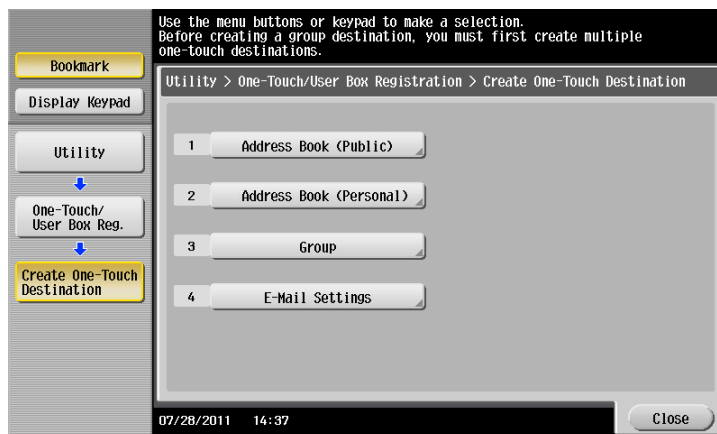 Use the menu buttons or keypad to make a selection.
Before creating a group destination, you must first create multiple
one-touch destinations.
Bookmark
Display Keypad
Utility
One-Touch/
User Box Reg.
Create One-Touch
Destination
Utility > One-Touch/User Box Registration > Create One-Touch Destination
1 Address Book (Public)
2 Address Book (Personal)
3 Group
4 E-Mail Settings
07/28/2011 14:37
Close